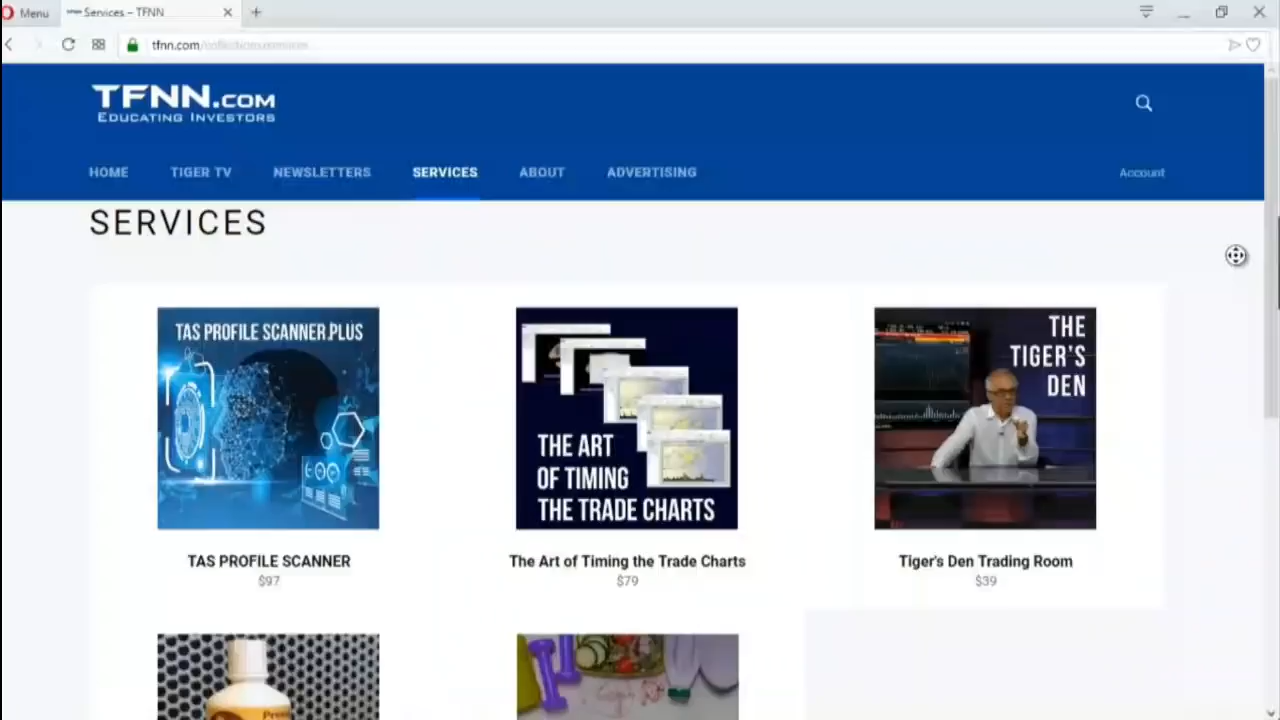 Menu
Services – TFNN
tfnn.com/collections/services
TFNN.COM
EDUCATING INVESTORS
HOME TIGER TV NEWSLETTERS SERVICES ABOUT ADVERTISING Account
SERVICES
TAS PROFILE SCANNER PLUS
THE ART
OF TIMING
THE TRADE CHARTS
THE
TIGER'S
DEN
TAS PROFILE SCANNER
$97
The Art of Timing the Trade Charts
$79
Tiger's Den Trading Room
$39